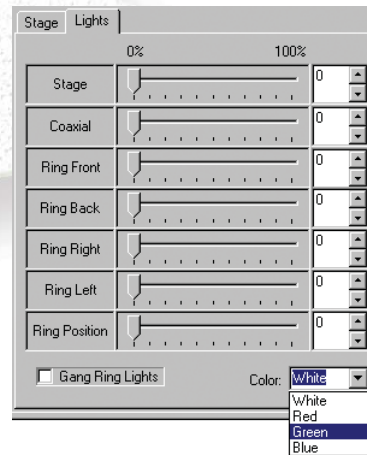 Stage Lights
0% 100%
Stage 0
Coaxial 0
Ring Front 0
Ring Back 0
Ring Right 0
Ring Left 0
Ring Position 0
Gang Ring Lights Color: White
White
Red
Green
Blue